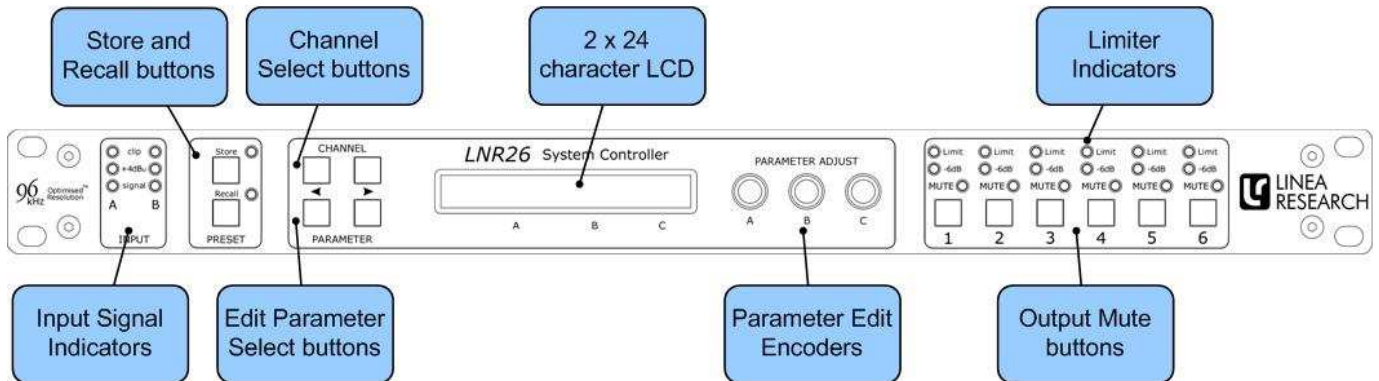 Store and
Recall buttons
Channel
Select buttons
2 x 24
character LCD
Limiter
Indicators
96
kHz
Optimised™
Resolution
clip
+4dBu
signal
A B
INPUT
Store
Recall
PRESET
CHANNEL
PARAMETER
LNR26 System Controller
A B C
PARAMETER ADJUST
A B C
Limit Limit Limit Limit Limit Limit
-6dB -6dB -6dB -6dB -6dB -6dB
MUTE MUTE MUTE MUTE MUTE MUTE
1 2 3 4 5 6
LINEA
RESEARCH
Input Signal
Indicators
Edit Parameter
Select buttons
Parameter Edit
Encoders
Output Mute
buttons